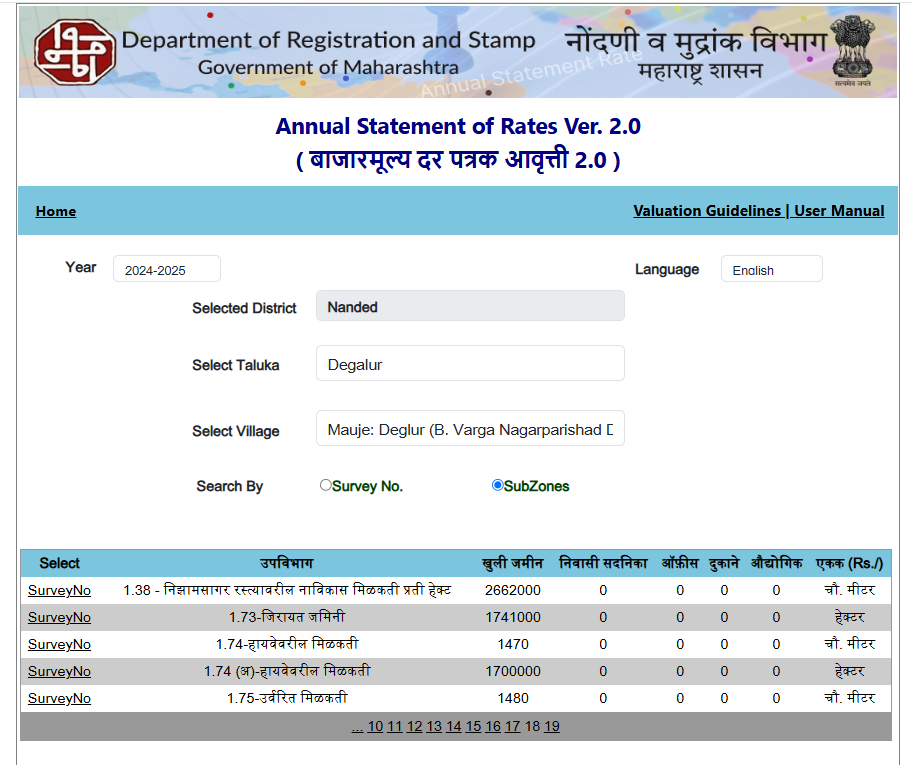 Department of Registration and Stamp
Government of Maharashtra
नोंदणी व मुद्रांक विभाग
महाराष्ट्र शासन
Annual Statement Rate
सत्यमेव जयते
Annual Statement of Rates Ver. 2.0
( बाजारमूल्य दर पत्रक आवृत्ती 2.0 )
Home Valuation Guidelines | User Manual
Year 2024-2025 Language English
Selected District Nanded
Select Taluka Degalur
Select Village Mauje: Deglur (B. Varga Nagarparishad D
Search By Survey No. SubZones
Select उपविभाग खुली जमीन निवासी सदनिका ऑफ़ीस दुकाने औद्योगिक एकक (Rs./)
SurveyNo 1.38 - निझामसागर रस्त्यावरील नाविकास मिळकती प्रती हेक्ट 2662000 0 0 0 0 चौ. मीटर
SurveyNo 1.73-जिरायत जमिनी 1741000 0 0 0 0 हेक्टर
SurveyNo 1.74-हायवेवरील मिळकती 1470 0 0 0 0 चौ. मीटर
SurveyNo 1.74 (अ)-हायवेवरील मिळकती 1700000 0 0 0 0 हेक्टर
SurveyNo 1.75-उर्वरित मिळकती 1480 0 0 0 0 चौ. मीटर
... 10 11 12 13 14 15 16 17 18 19